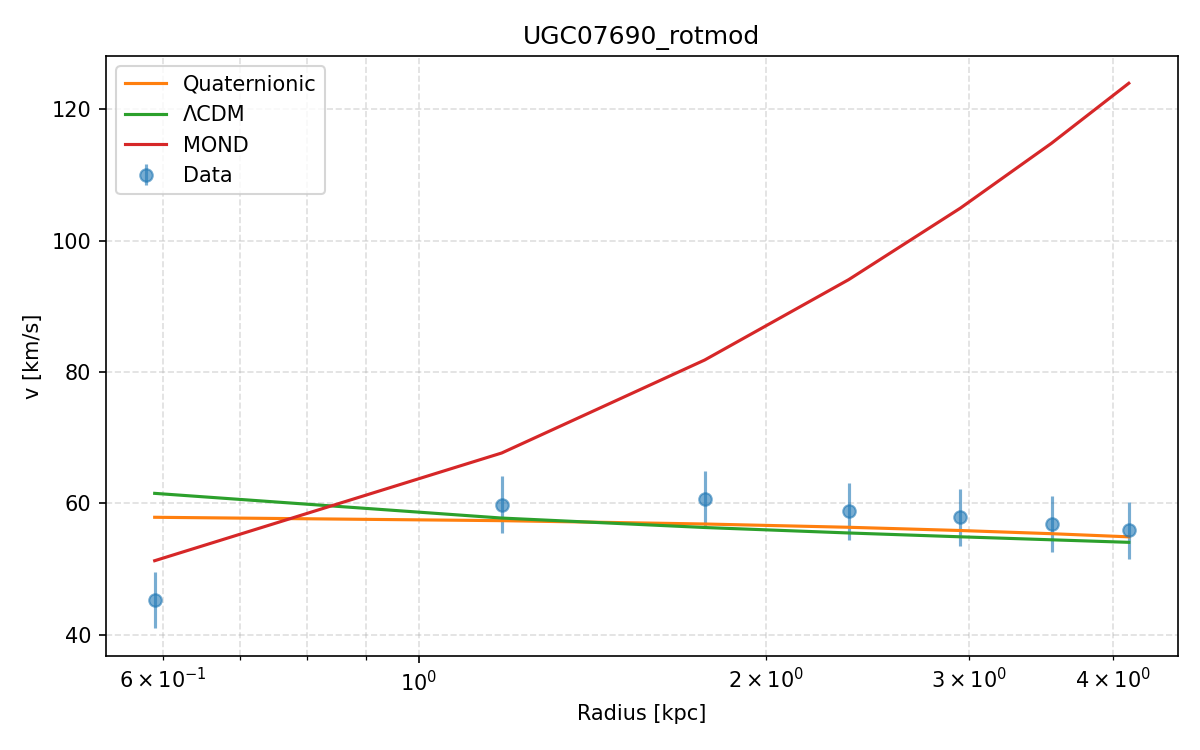 UGC07690_rotmod
Quaternionic
ΛCDM
MOND
Data
120
100
80
60
40
v [km/s]
6 × 10⁻¹
10⁰
2 × 10⁰
3 × 10⁰
4 × 10⁰
Radius [kpc]